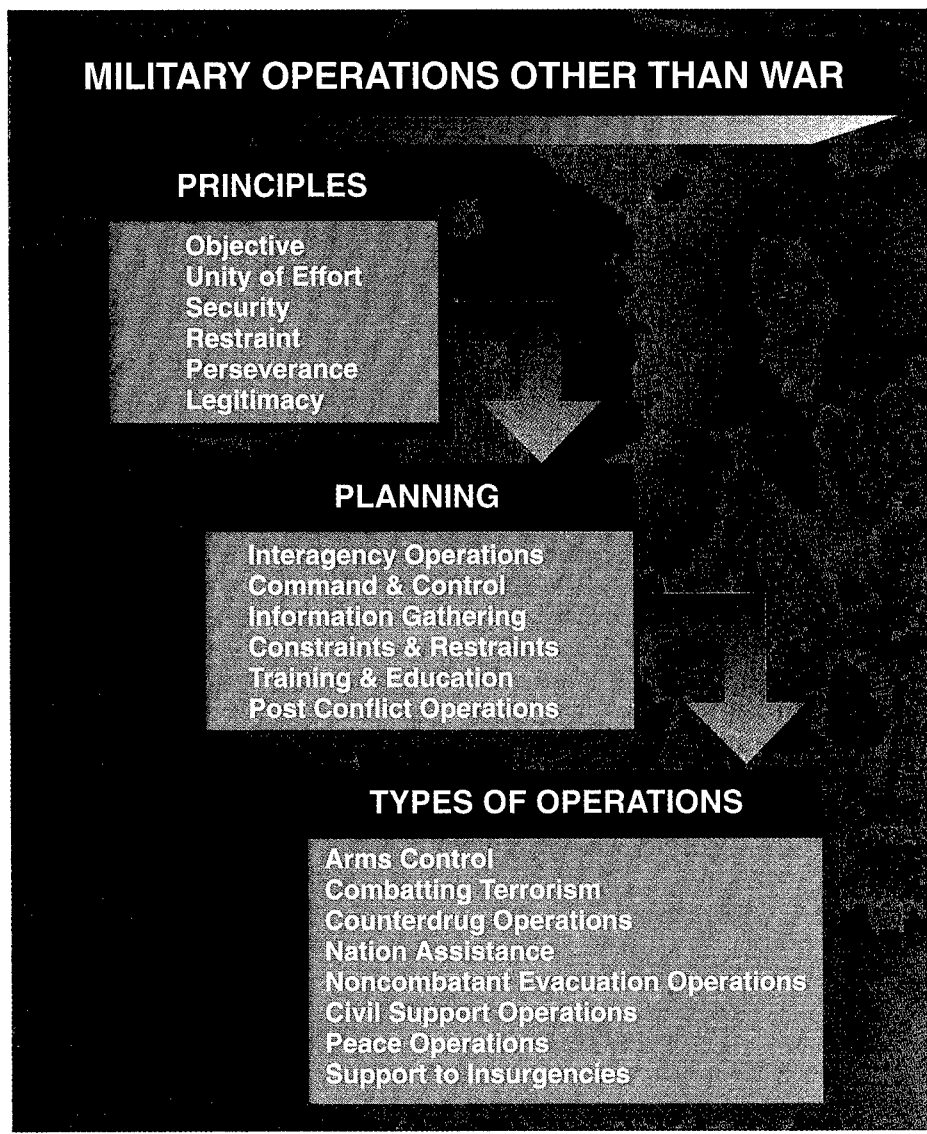 MILITARY OPERATIONS OTHER THAN WAR
PRINCIPLES
Objective
Unity of Effort
Security
Restraint
Perseverance
Legitimacy
PLANNING
Interagency Operations
Command & Control
Information Gathering
Constraints & Restraints
Training & Education
Post Conflict Operations
TYPES OF OPERATIONS
Arms Control
Combatting Terrorism
Counterdrug Operations
Nation Assistance
Noncombatant Evacuation Operations
Civil Support Operations
Peace Operations
Support to Insurgencies